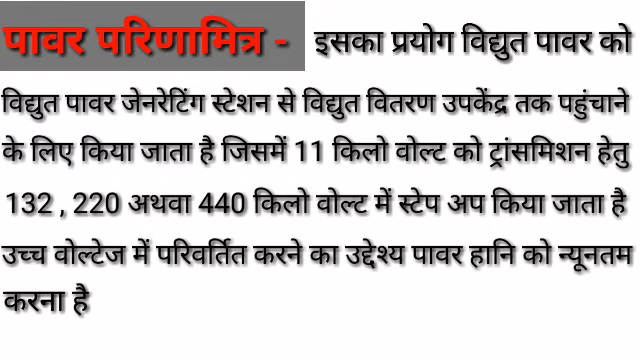 पावर परिणामित्र - इसका प्रयोग विद्युत पावर को
विद्युत पावर जेनरेटिंग स्टेशन से विद्युत वितरण उपकेंद्र तक पहुंचाने
के लिए किया जाता है जिसमें 11 किलो वोल्ट को ट्रांसमिशन हेतु
132 , 220 अथवा 440 किलो वोल्ट में स्टेप अप किया जाता है
उच्च वोल्टेज में परिवर्तित करने का उद्देश्य पावर हानि को न्यूनतम
करना है